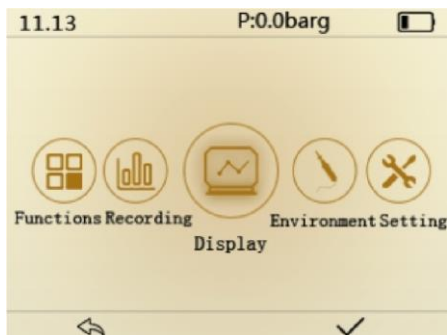 11.13 P:0.0barg
Functions Recording Environment Setting
Display